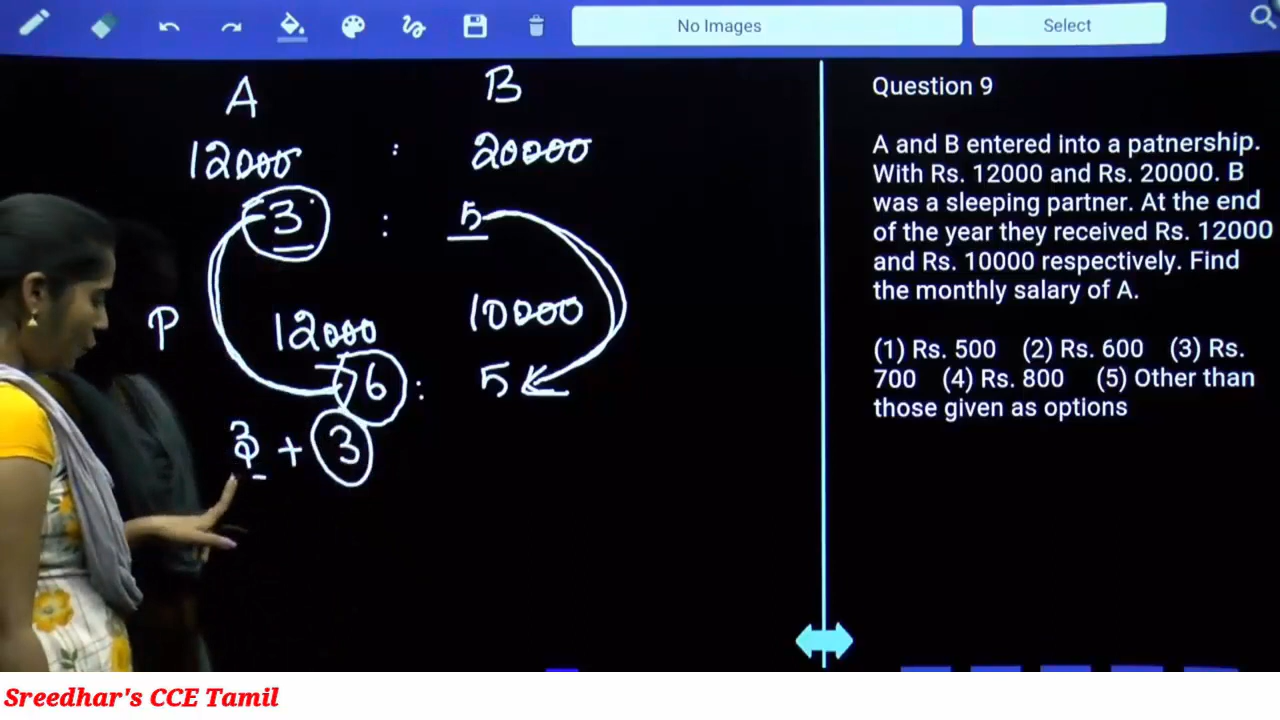 No Images
Select
A B
12000 : 20000
3 : 5
P 12000 10000
6 : 5
3 + 3
Question 9
A and B entered into a patnership.
With Rs. 12000 and Rs. 20000. B
was a sleeping partner. At the end
of the year they received Rs. 12000
and Rs. 10000 respectively. Find
the monthly salary of A.
(1) Rs. 500 (2) Rs. 600 (3) Rs.
700 (4) Rs. 800 (5) Other than
those given as options
Sreedhar's CCE Tamil